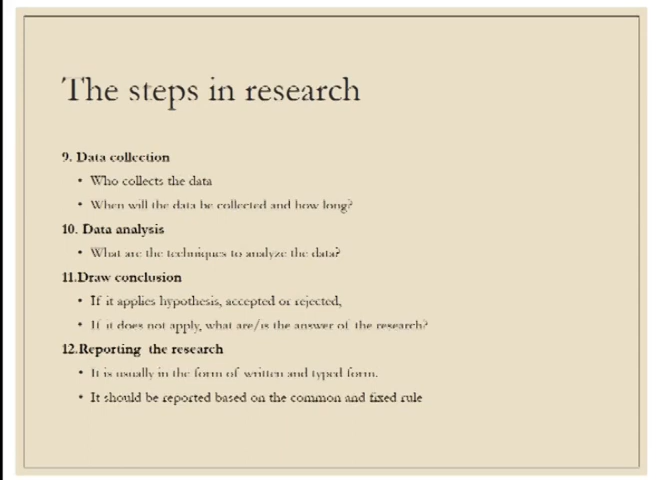 The steps in research
9. Data collection
• Who collects the data
• When will the data be collected and how long?
10. Data analysis
• What are the techniques to analyze the data?
11.Draw conclusion
• If it applies hypothesis, accepted or rejected,
• If it does not apply, what are/is the answer of the research?
12.Reporting the research
• It is usually in the form of written and typed form.
• It should be reported based on the common and fixed rule